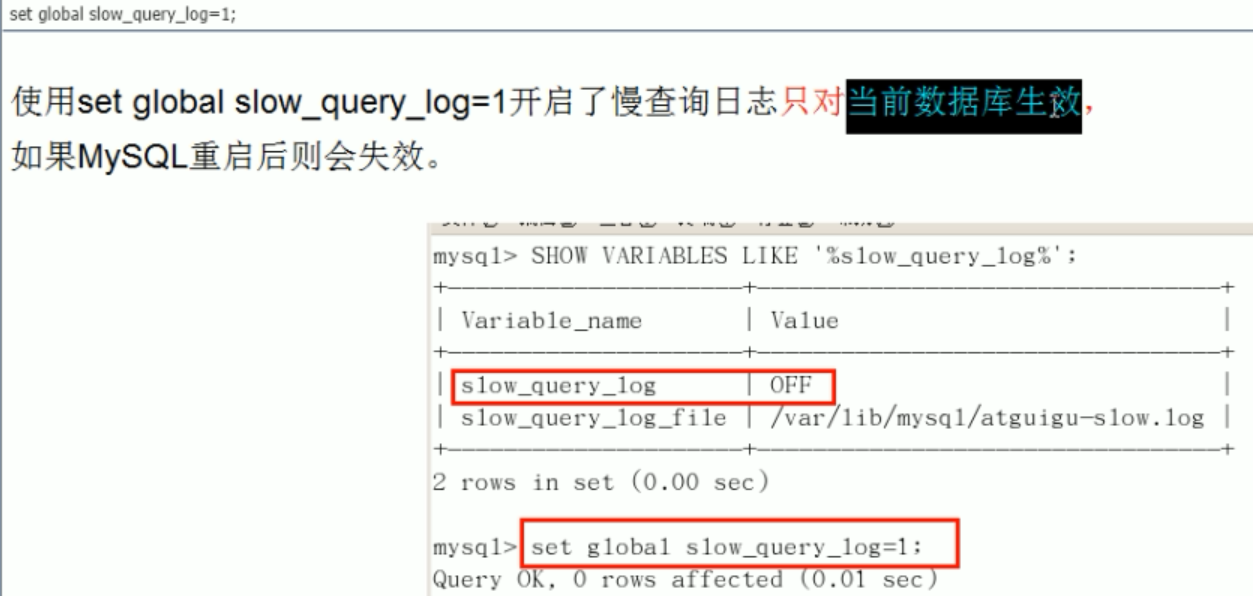 set global slow_query_log=1;
使用set global slow_query_log=1开启了慢查询日志只对当前数据库生效，
如果MySQL重启后则会失效。
mysql> SHOW VARIABLES LIKE '%slow_query_log%';
| Variable_name | Value |
| slow_query_log | OFF |
| slow_query_log_file | /var/lib/mysql/atguigu-slow.log |
2 rows in set (0.00 sec)
mysql> set global slow_query_log=1;
Query OK, 0 rows affected (0.01 sec)